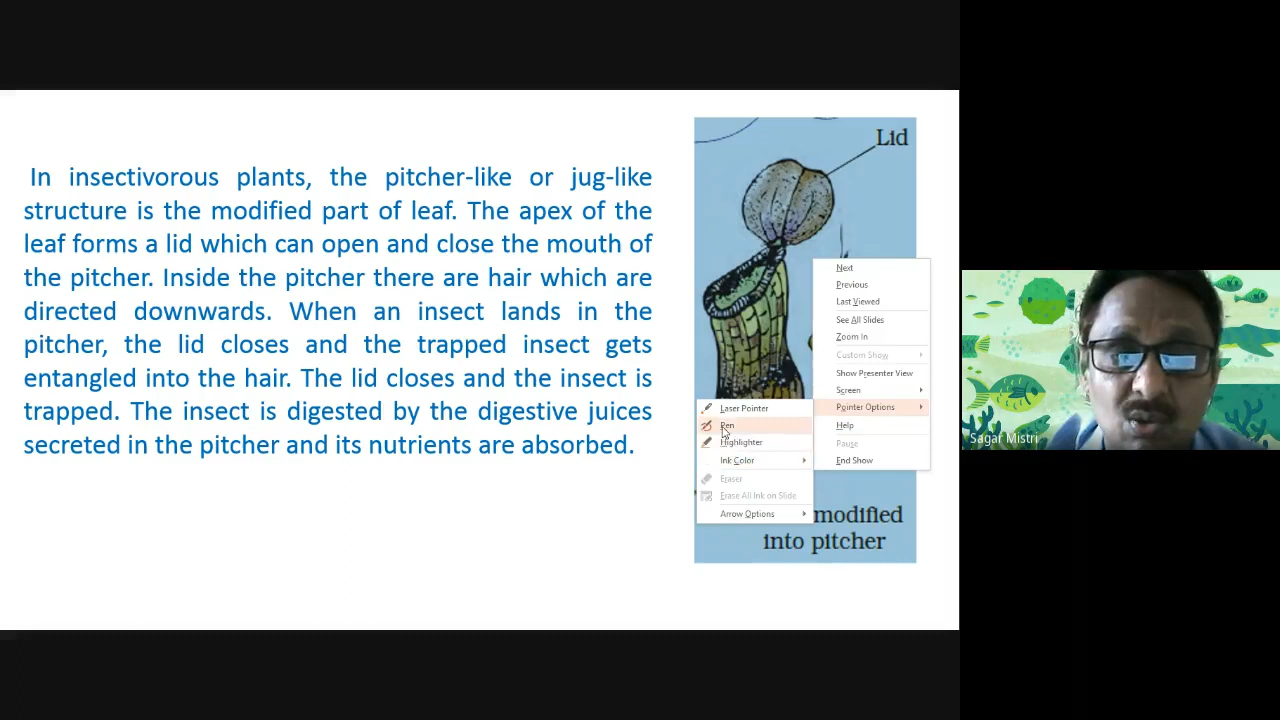 In insectivorous plants, the pitcher-like or jug-like
structure is the modified part of leaf. The apex of the
leaf forms a lid which can open and close the mouth of
the pitcher. Inside the pitcher there are hair which are
directed downwards. When an insect lands in the
pitcher, the lid closes and the trapped insect gets
entangled into the hair. The lid closes and the insect is
trapped. The insect is digested by the digestive juices
secreted in the pitcher and its nutrients are absorbed.
Lid
Next
Previous
Last Viewed
See All Slides
Zoom In
Custom Show
Show Presenter View
Screen
Pointer Options
Help
Pause
End Show
Laser Pointer
Pen
Highlighter
Ink Color
Eraser
Erase All Ink on Slide
Arrow Options
modified
into pitcher
Sagar Mistri